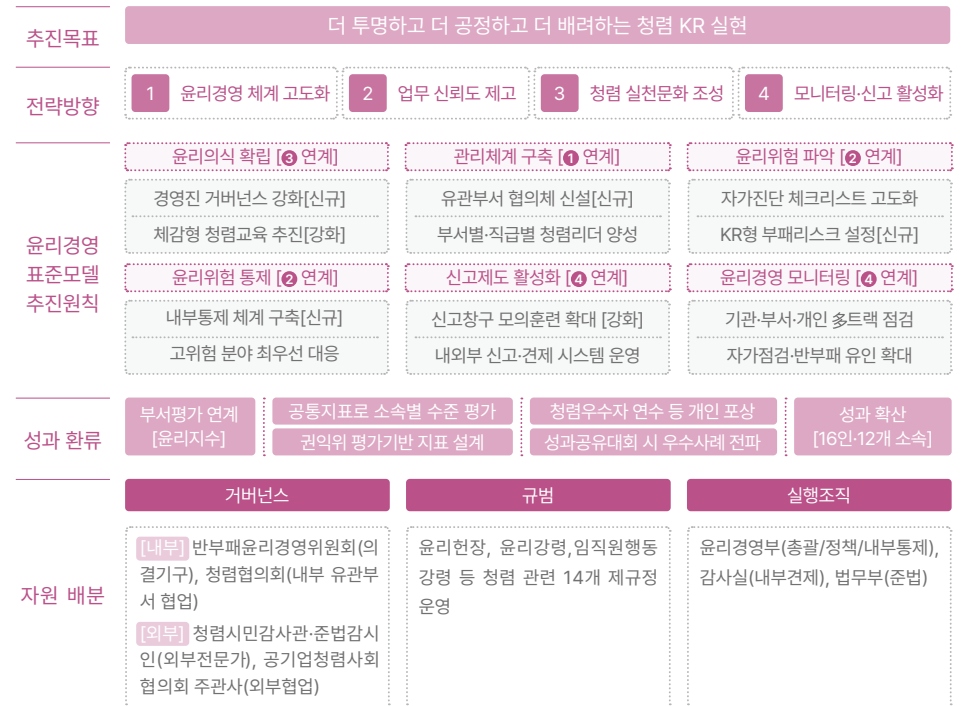 추진목표
더 투명하고 더 공정하고 더 배려하는 청렴 KR 실현
전략방향
1 윤리경영 체계 고도화
2 업무 신뢰도 제고
3 청렴 실천문화 조성
4 모니터링·신고 활성화
윤리경영
표준모델
추진원칙
윤리의식 확립 [❸ 연계]
경영진 거버넌스 강화[신규]
체감형 청렴교육 추진[강화]
관리체계 구축 [❶ 연계]
유관부서 협의체 신설[신규]
부서별·직급별 청렴리더 양성
윤리위험 파악 [❷ 연계]
자가진단 체크리스트 고도화
KR형 부패리스크 설정[신규]
윤리위험 통제 [❷ 연계]
내부통제 체계 구축[신규]
고위험 분야 최우선 대응
신고제도 활성화 [❹ 연계]
신고창구 모의훈련 확대 [강화]
내외부 신고·견제 시스템 운영
윤리경영 모니터링 [❹ 연계]
기관·부서·개인 多트랙 점검
자가점검·반부패 유인 확대
성과 환류
부서평가 연계
[윤리지수]
공통지표로 소속별 수준 평가
권익위 평가기반 지표 설계
청렴우수자 연수 등 개인 포상
성과공유대회 시 우수사례 전파
성과 확산
[16인·12개 소속]
자원 배분
거버넌스
[내부] 반부패윤리경영위원회(의
결기구), 청렴협의회(내부 유관부
서 협업)
[외부] 청렴시민감사관·준법감시
인(외부전문가), 공기업청렴사회
협의회 주관사(외부협업)
규범
윤리헌장, 윤리강령,임직원행동
강령 등 청렴 관련 14개 제규정
운영
실행조직
윤리경영부(총괄/정책/내부통제),
감사실(내부견제), 법무부(준법)